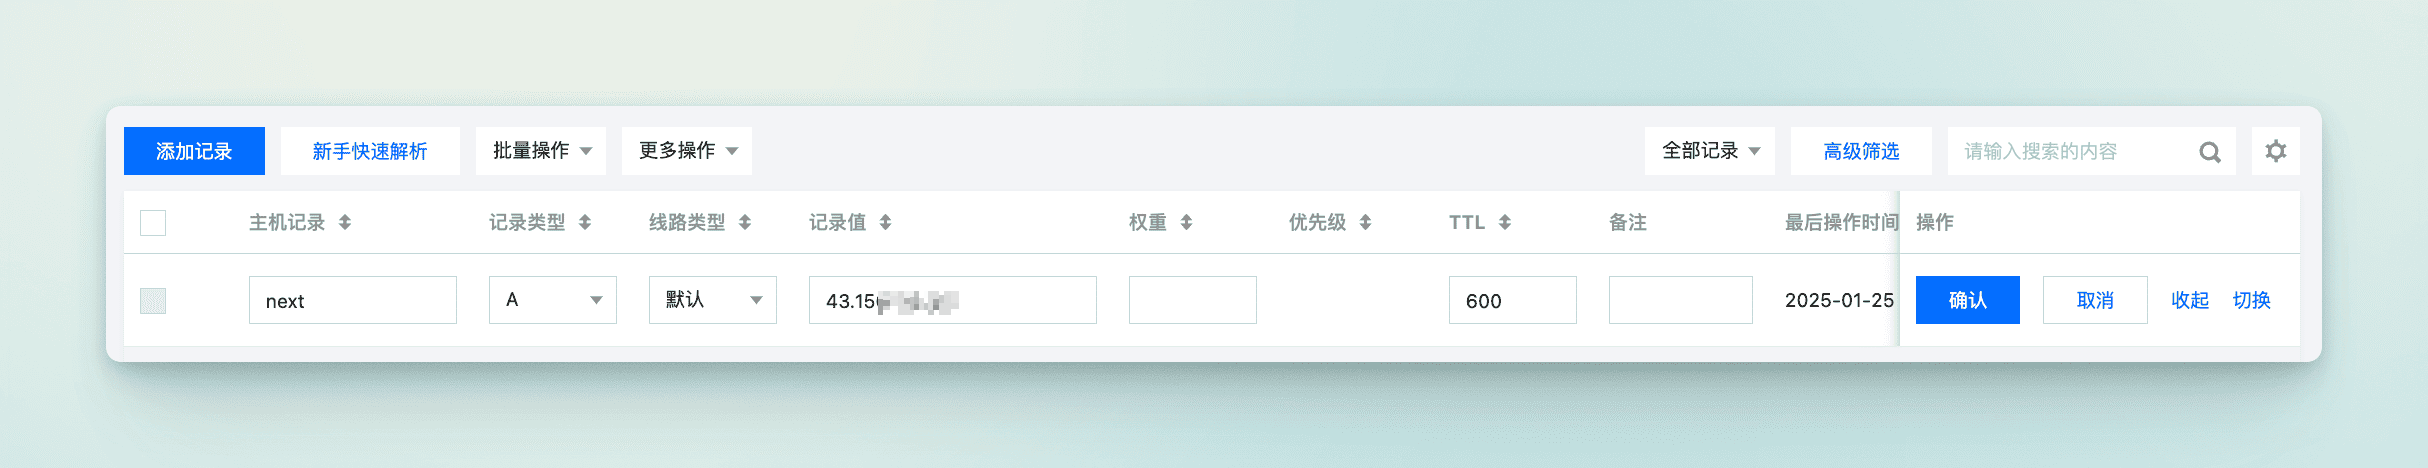 添加记录 新手快速解析 批量操作 更多操作 全部记录 高级筛选 请输入搜索的内容
主机记录 记录类型 线路类型 记录值 权重 优先级 TTL 备注 最后操作时间 操作
next A 默认 43.15 600 2025-01-25 确认 取消 收起 切换